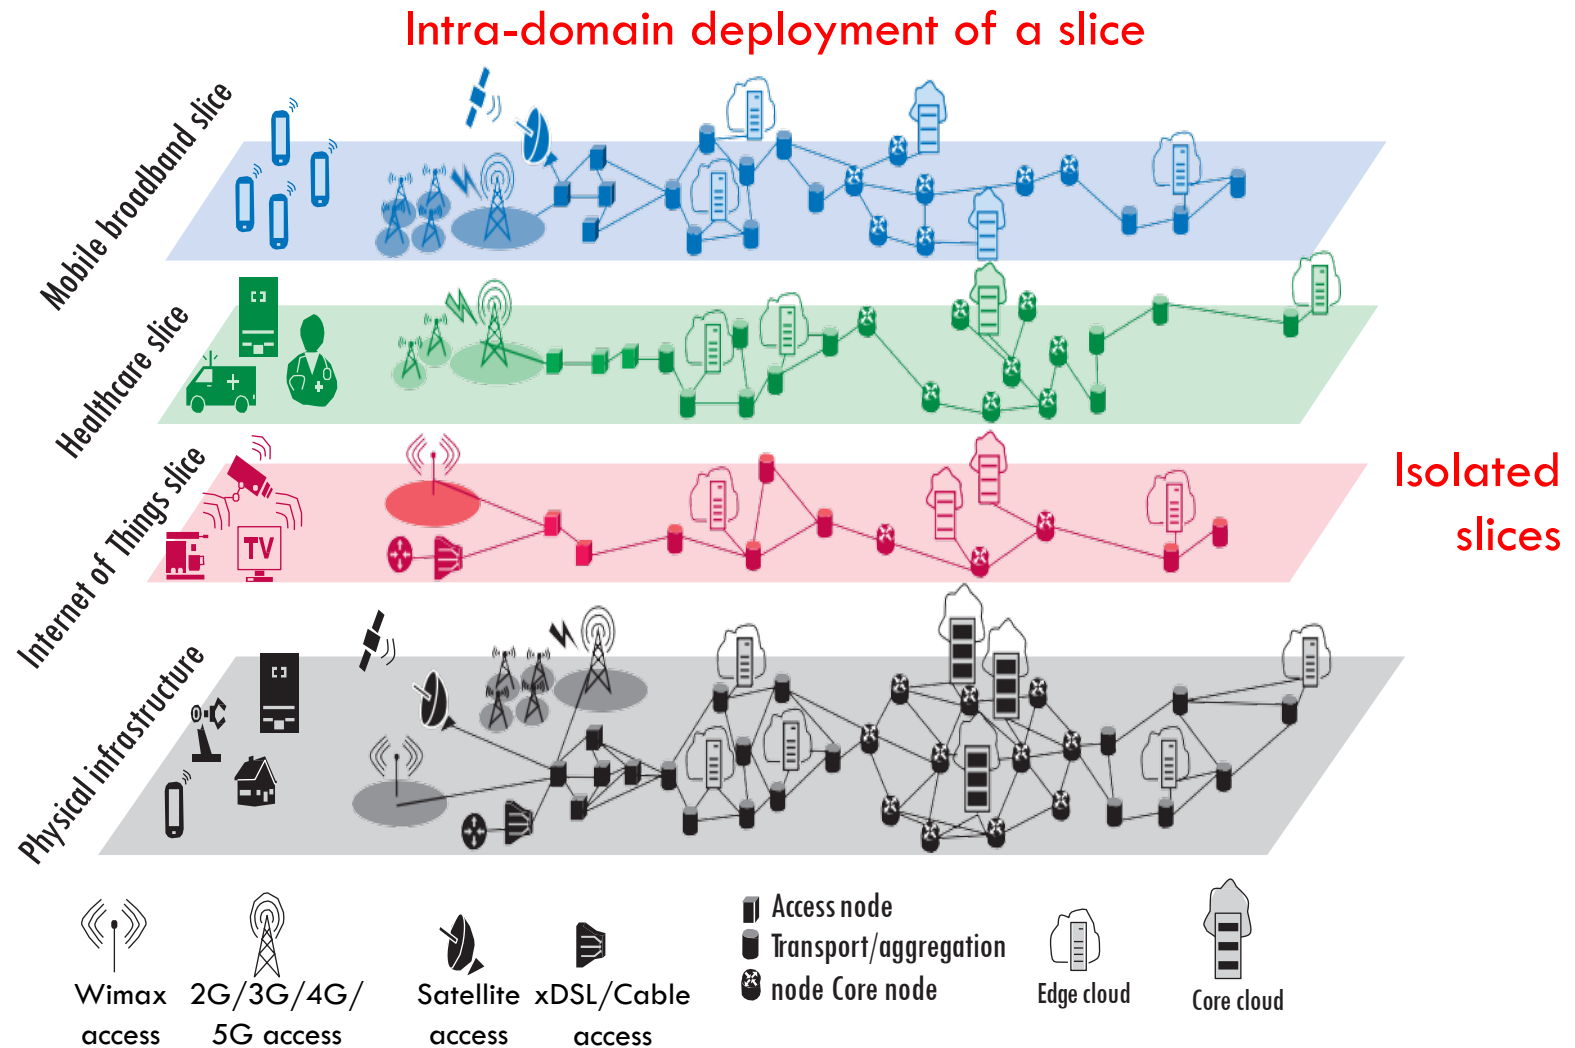 Intra-domain deployment of a slice
Mobile broadband slice
Healthcare slice
Internet of Things slice
TV
Isolated
slices
Physical infrastructure
Wimax
access
2G/3G/4G/
5G access
Satellite
access
xDSL/Cable
access
Access node
Transport/aggregation
node Core node
Edge cloud
Core cloud